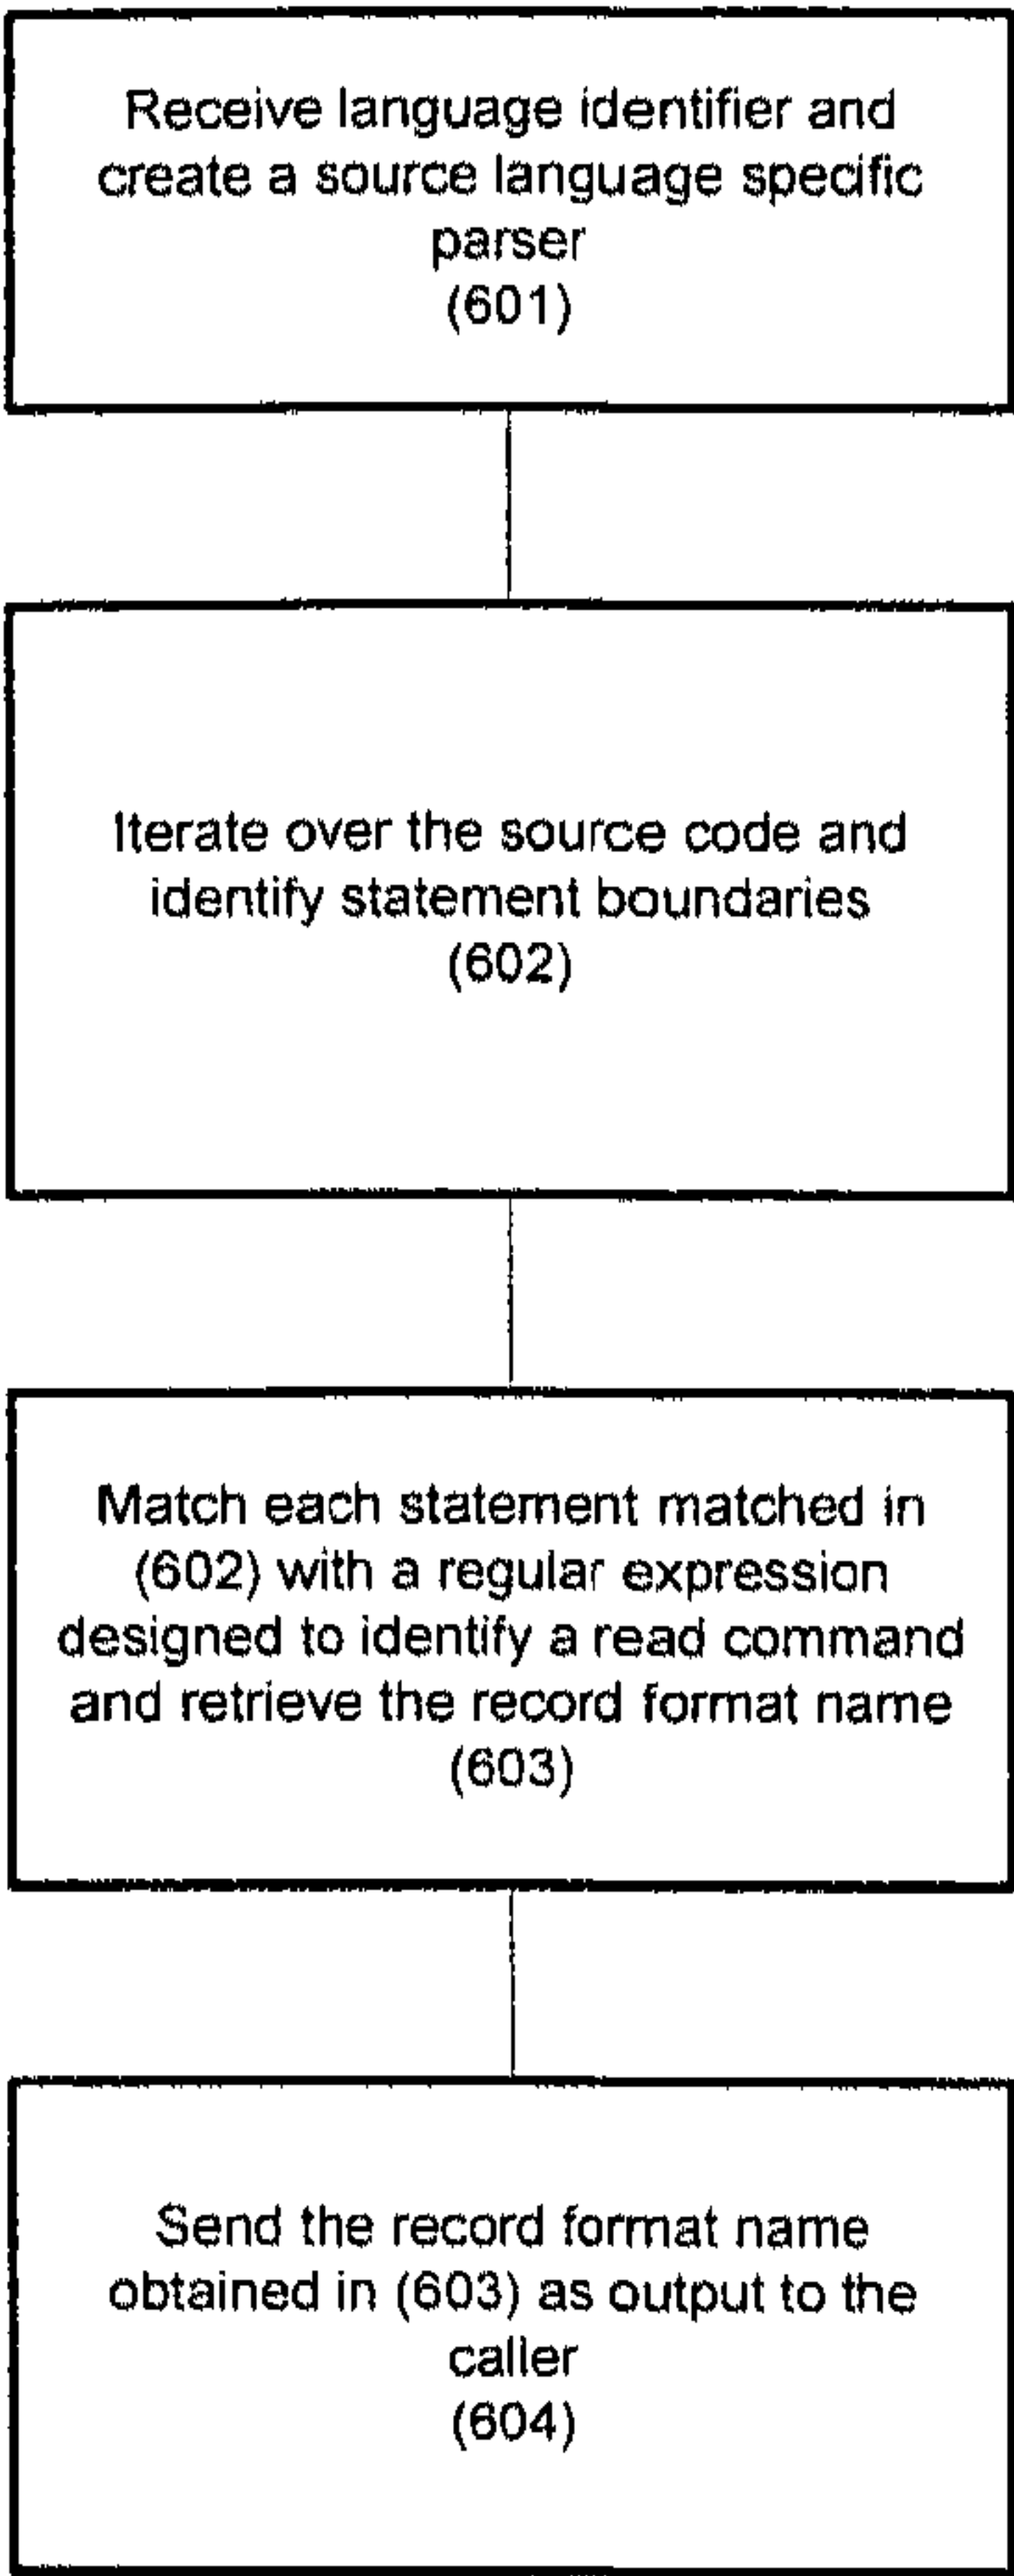 Receive language identifier and
create a source language specific
parser
(601)
Iterate over the source code and
identify statement boundaries
(602)
Match each statement matched in
(602) with a regular expression
designed to identify a read command
and retrieve the record format name
(603)
Send the record format name
obtained in (603) as output to the
caller
(604)